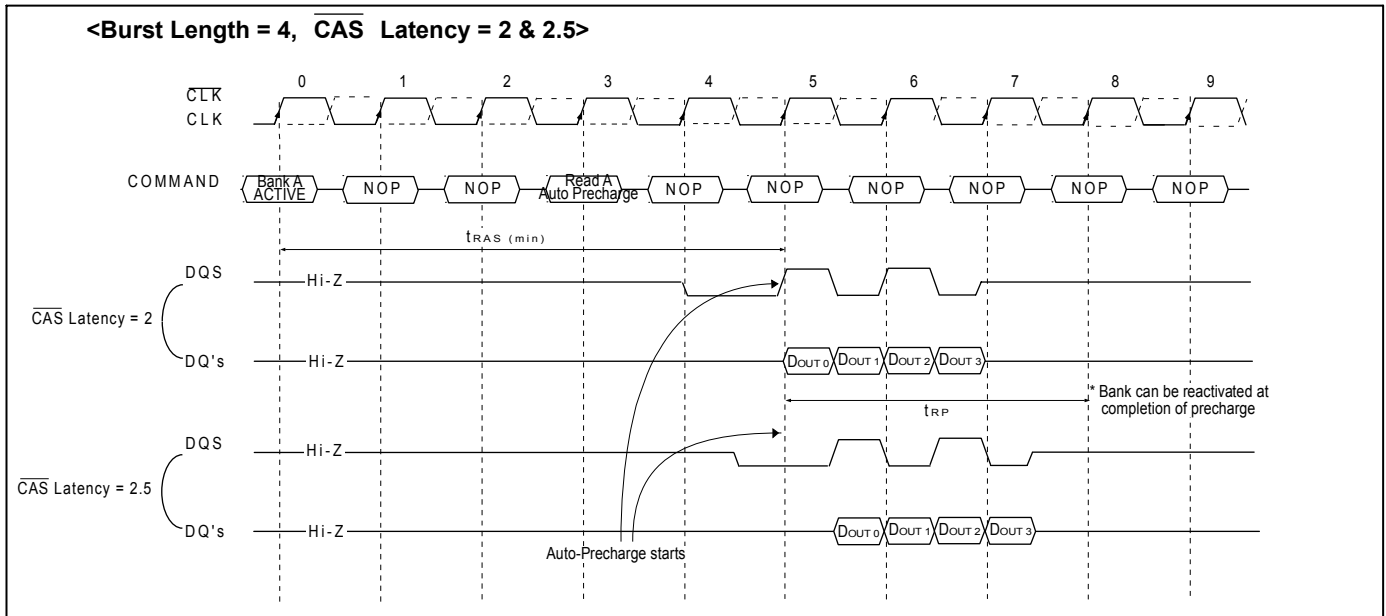 <Burst Length = 4, CAS Latency = 2 & 2.5>
0 1 2 3 4 5 6 7 8 9
CLK
CLK
COMMAND
Bank A
ACTIVE
NOP
NOP
Read A
Auto Precharge
NOP
NOP
NOP
NOP
NOP
NOP
tRAS (min)
DQS
Hi-Z
CAS Latency = 2
DQ's
Hi-Z
DOUT 0 DOUT 1 DOUT 2 DOUT 3
tRP
* Bank can be reactivated at
completion of precharge
DQS
Hi-Z
CAS Latency = 2.5
DQ's
Hi-Z
DOUT 0 DOUT 1 DOUT 2 DOUT 3
Auto-Precharge starts